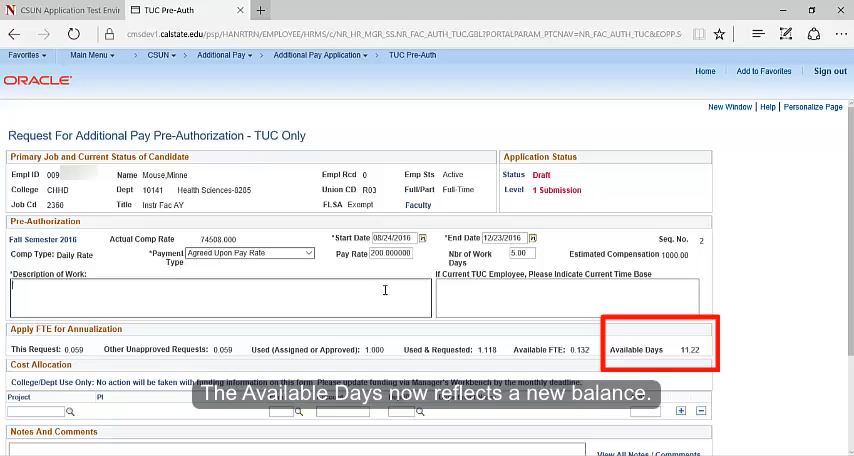 CSUN Application Test Envir
TUC Pre-Auth
cmsdev1.calstate.edu/psp/HANRTRN/EMPLOYEE/HRMS/c/NR_HR_MGR_SS.NR_FAC_AUTH_TUC.GBL?PORTALPARAM_PTCNAV=NR_FAC_AUTH_TUC&EOPP.S
Favorites Main Menu CSUN Additional Pay Additional Pay Application TUC Pre-Auth
ORACLE
Home Add to Favorites Sign out
New Window Help Personalize Page
Request For Additional Pay Pre-Authorization - TUC Only
Primary Job and Current Status of Candidate Application Status
Empl ID 009 Name Mouse,Minne Empl Rcd 0 Emp Sts Active Status Draft
College CHHD Dept 10141 Health Sciences-8285 Union CD R03 Full/Part Full-Time Level 1 Submission
Job Cd 2360 Title Instr Fac AY FLSA Exempt Faculty
Pre-Authorization
Fall Semester 2016 Actual Comp Rate 74508.000 *Start Date 08/24/2016 *End Date 12/23/2016 Seq. No. 2
Comp Type: Daily Rate *Payment Type Agreed Upon Pay Rate Pay Rate 200.000000 Nbr of Work Days 5.00 Estimated Compensation 1000.00
*Description of Work: If Current TUC Employee, Please Indicate Current Time Base
Apply FTE for Annualization
This Request: 0.059 Other Unapproved Requests: 0.059 Used (Assigned or Approved): 1.000 Used & Requested: 1.118 Available FTE: 0.132 Available Days 11.22
Cost Allocation
College/Dept Use Only: No action will be taken with funding information on this form. Please update funding via Manager's Workbench by the monthly deadline.
The Available Days now reflects a new balance.
Project PI
Notes And Comments
View All Notes / Comments